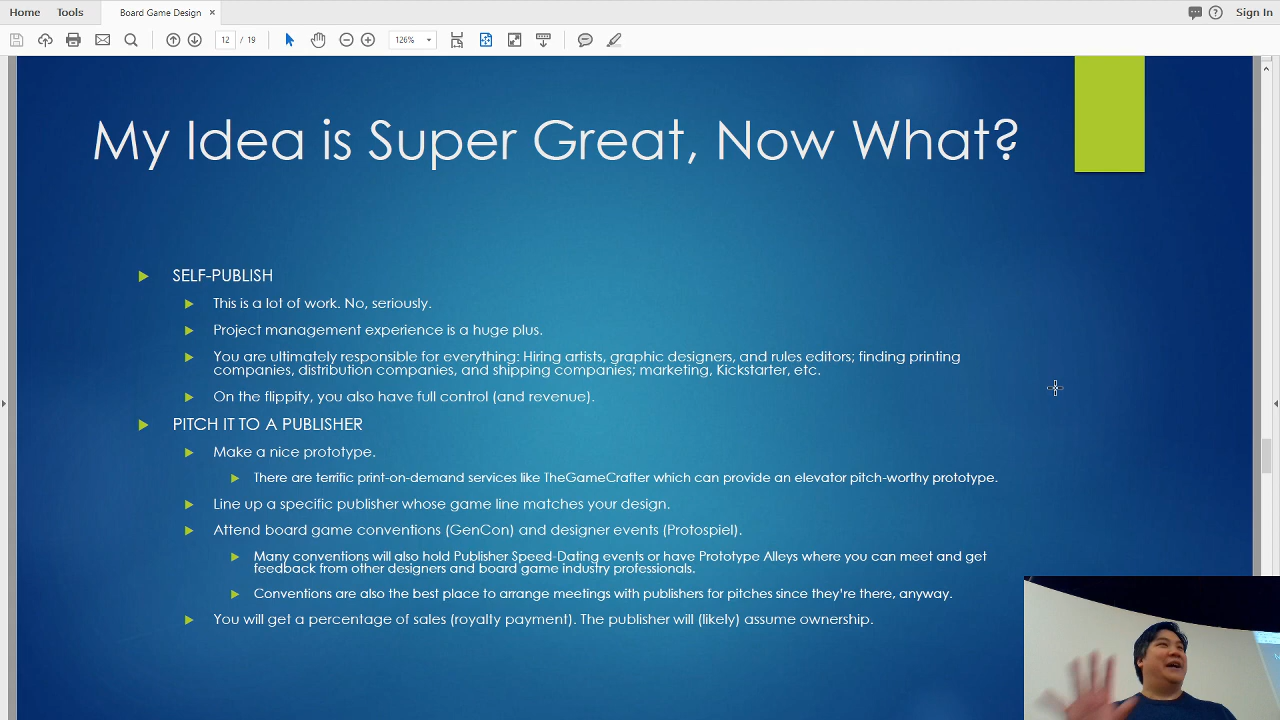 Home Tools Board Game Design × Sign In
12 / 19 126%
My Idea is Super Great, Now What?
SELF-PUBLISH
This is a lot of work. No, seriously.
Project management experience is a huge plus.
You are ultimately responsible for everything: Hiring artists, graphic designers, and rules editors; finding printing
companies, distribution companies, and shipping companies; marketing, Kickstarter, etc.
On the flippity, you also have full control (and revenue).
PITCH IT TO A PUBLISHER
Make a nice prototype.
There are terrific print-on-demand services like TheGameCrafter which can provide an elevator pitch-worthy prototype.
Line up a specific publisher whose game line matches your design.
Attend board game conventions (GenCon) and designer events (Protospiel).
Many conventions will also hold Publisher Speed-Dating events or have Prototype Alleys where you can meet and get
feedback from other designers and board game industry professionals.
Conventions are also the best place to arrange meetings with publishers for pitches since they're there, anyway.
You will get a percentage of sales (royalty payment). The publisher will (likely) assume ownership.